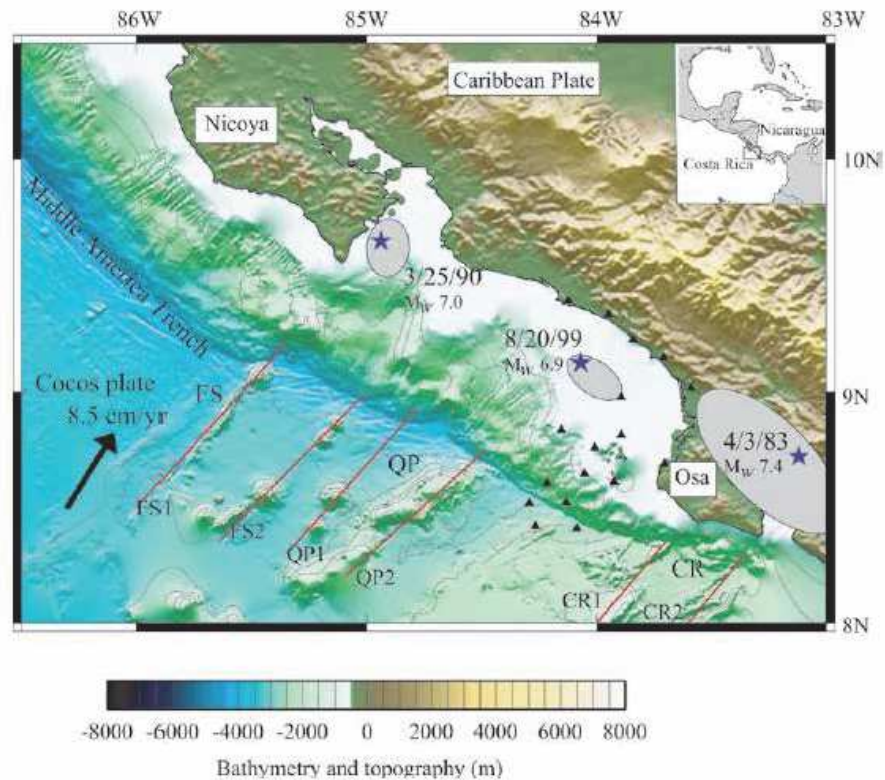 86W 85W 84W 83W
Caribbean Plate
Nicoya
Nicaragua
Costa Rica
10N
Middle America Trench
3/25/90
Mw 7.0
8/20/99
Mw 6.9
Cocos plate
8.5 cm/yr
FS
9N
4/3/83
Mw 7.4
QP
Osa
FS1
FS2
QP1
QP2
CR
CR1
CR2
8N
-8000 -6000 -4000 -2000 0 2000 4000 6000 8000
Bathymetry and topography (m)